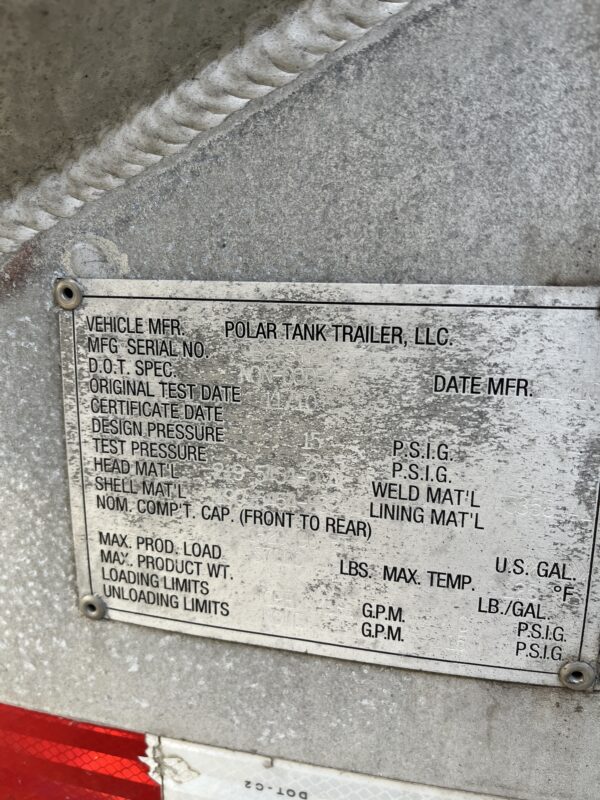 VEHICLE MFR. POLAR TANK TRAILER, LLC.
MFG SERIAL NO.
D.O.T. SPEC. DATE MFR.
ORIGINAL TEST DATE
CERTIFICATE DATE
DESIGN PRESSURE 15 P.S.I.G.
TEST PRESSURE P.S.I.G.
HEAD MAT'L WELD MAT'L
SHELL MAT'L LINING MAT'L
NOM. COMP'T. CAP. (FRONT TO REAR)
U.S. GAL.
MAX. PROD. LOAD LBS. MAX. TEMP. °F
MAX. PRODUCT WT. LB./GAL.
LOADING LIMITS G.P.M. P.S.I.G.
UNLOADING LIMITS G.P.M. P.S.I.G.
DOT-C2